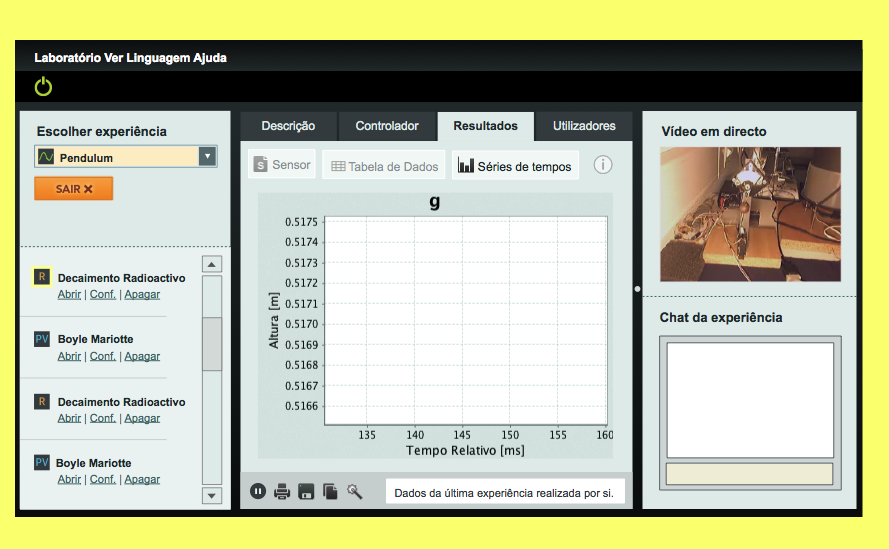 Laboratório Ver Linguagem Ajuda
Escolher experiência
Pendulum
SAIR X
R Decaimento Radioactivo
Abrir | Conf. | Apagar
PV Boyle Mariotte
Abrir | Conf. | Apagar
R Decaimento Radioactivo
Abrir | Conf. | Apagar
PV Boyle Mariotte
Abrir | Conf. | Apagar
Descrição Controlador Resultados Utilizadores
S Sensor Tabela de Dados Séries de tempos i
g
Altura [m]
0.5175
0.5174
0.5173
0.5172
0.5171
0.5170
0.5169
0.5168
0.5167
0.5166
135 140 145 150 155 160
Tempo Relativo [ms]
Dados da última experiência realizada por si.
Vídeo em directo
Chat da experiência